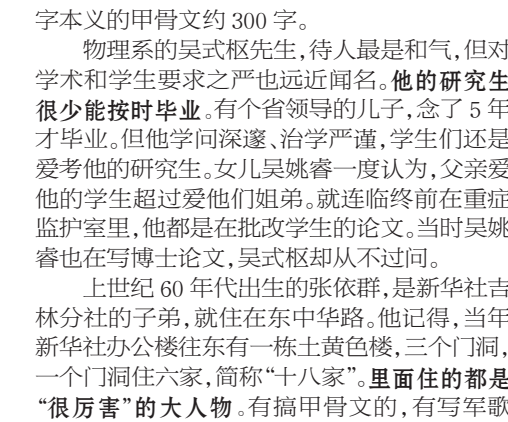 字本义的甲骨文约 300 字。
物理系的吴式枢先生,待人最是和气,但对
学术和学生要求之严也远近闻名。他的研究生
很少能按时毕业。有个省领导的儿子,念了 5 年
才毕业。但他学问深邃、治学严谨,学生们还是
爱考他的研究生。女儿吴姚睿一度认为,父亲爱
他的学生超过爱他们姐弟。就连临终前在重症
监护室里,他都是在批改学生的论文。当时吴姚
睿也在写博士论文,吴式枢却从不过问。
上世纪 60 年代出生的张依群,是新华社吉
林分社的子弟,就住在东中华路。他记得,当年
新华社办公楼往东有一栋土黄色楼,三个门洞,
一个门洞住六家,简称“十八家”。里面住的都是
“很厉害”的大人物。有搞甲骨文的,有写军歌